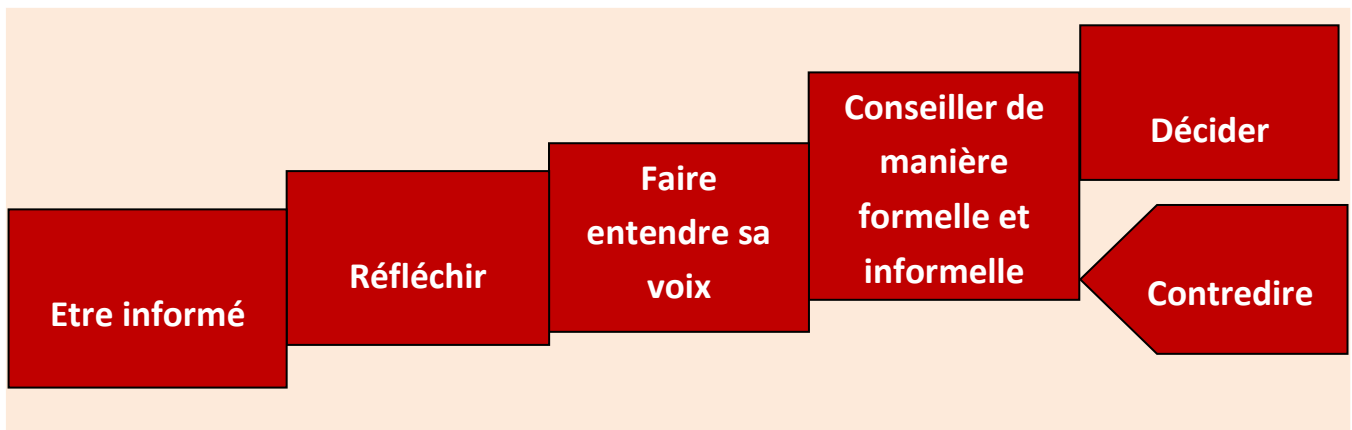 Etre informé
Réfléchir
Faire
entendre sa
voix
Conseiller de
manière
formelle et
informelle
Décider
Contredire